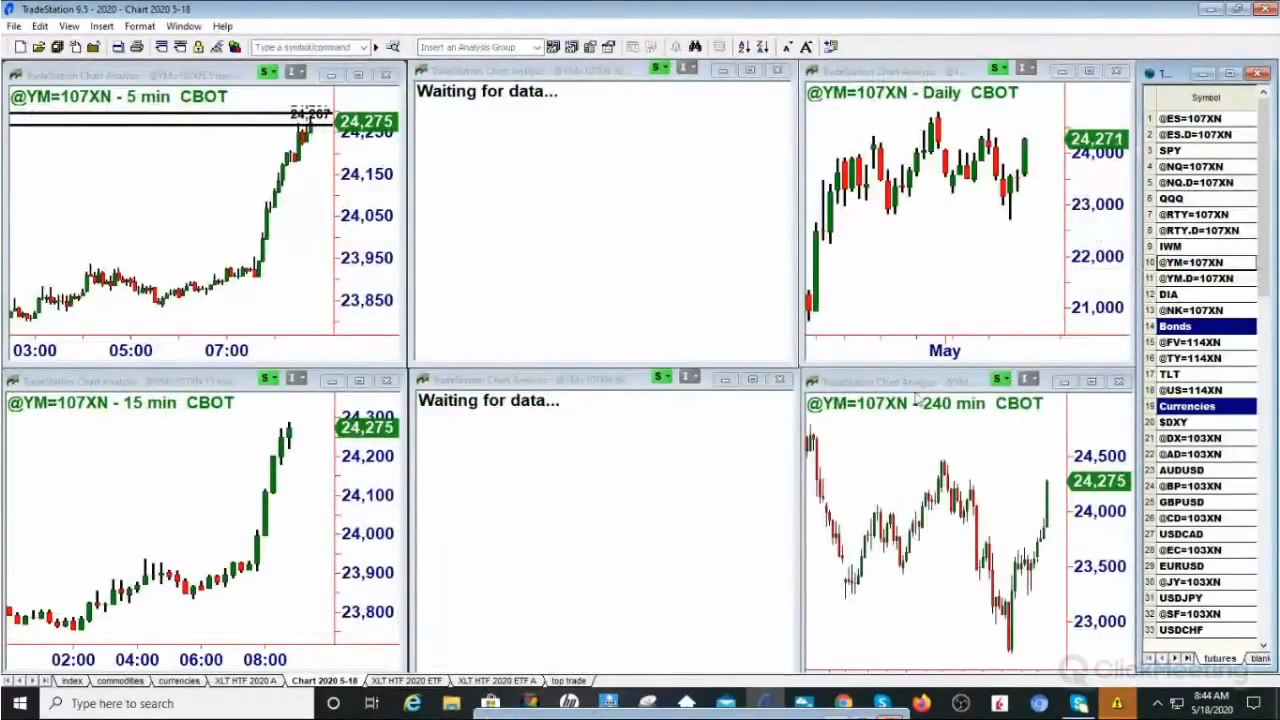 TradeStation 9.5 - 2020 - Chart 2020 5-18
File Edit View Insert Format Window Help
Type a symbol/command
Insert an Analysis Group
TradeStation Chart Analysis
@YM=107XN - 5 min CBOT
24,275
24,250
24,150
24,050
23,950
23,850
03:00 05:00 07:00
Waiting for data...
@YM=107XN - Daily CBOT
24,271
24,000
23,000
22,000
21,000
May
@YM=107XN - 15 min CBOT
24,300
24,275
24,200
24,100
24,000
23,900
23,800
02:00 04:00 06:00 08:00
Waiting for data...
@YM=107XN - 240 min CBOT
24,500
24,275
24,000
23,500
23,000
T...
Symbol
1 @ES=107XN
2 @ES.D=107XN
3 SPY
4 @NQ=107XN
5 @NQ.D=107XN
6 QQQ
7 @RTY=107XN
8 @RTY.D=107XN
9 IWM
10 @YM=107XN
11 @YM.D=107XN
12 DIA
13 @NK=107XN
14 Bonds
15 @FV=114XN
16 @TY=114XN
17 TLT
18 @US=114XN
19 Currencies
20 $DXY
21 @DX=103XN
22 @AD=103XN
23 AUDUSD
24 @BP=103XN
25 GBPUSD
26 @CD=103XN
27 USDCAD
28 @EC=103XN
29 EURUSD
30 @JY=103XN
31 USDJPY
32 @SF=103XN
33 USDCHF
futures blank
ClickMeeting
index commodities currencies XLT HTF 2020 A Chart 2020 5-18 XLT HTF 2020 ETF XLT HTF 2020 ETF A top trade
Type here to search
8:44 AM
5/18/2020